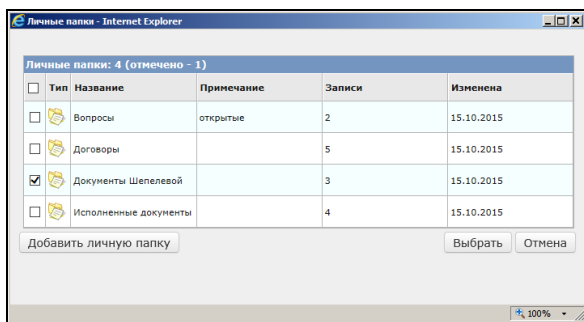 Личные папки - Internet Explorer
Личные папки: 4 (отмечено - 1)
Тип Название Примечание Записи Изменена
Вопросы открытые 2 15.10.2015
Договоры 5 15.10.2015
Документы Шепелевой 3 15.10.2015
Исполненные документы 4 15.10.2015
Добавить личную папку Выбрать Отмена
100%